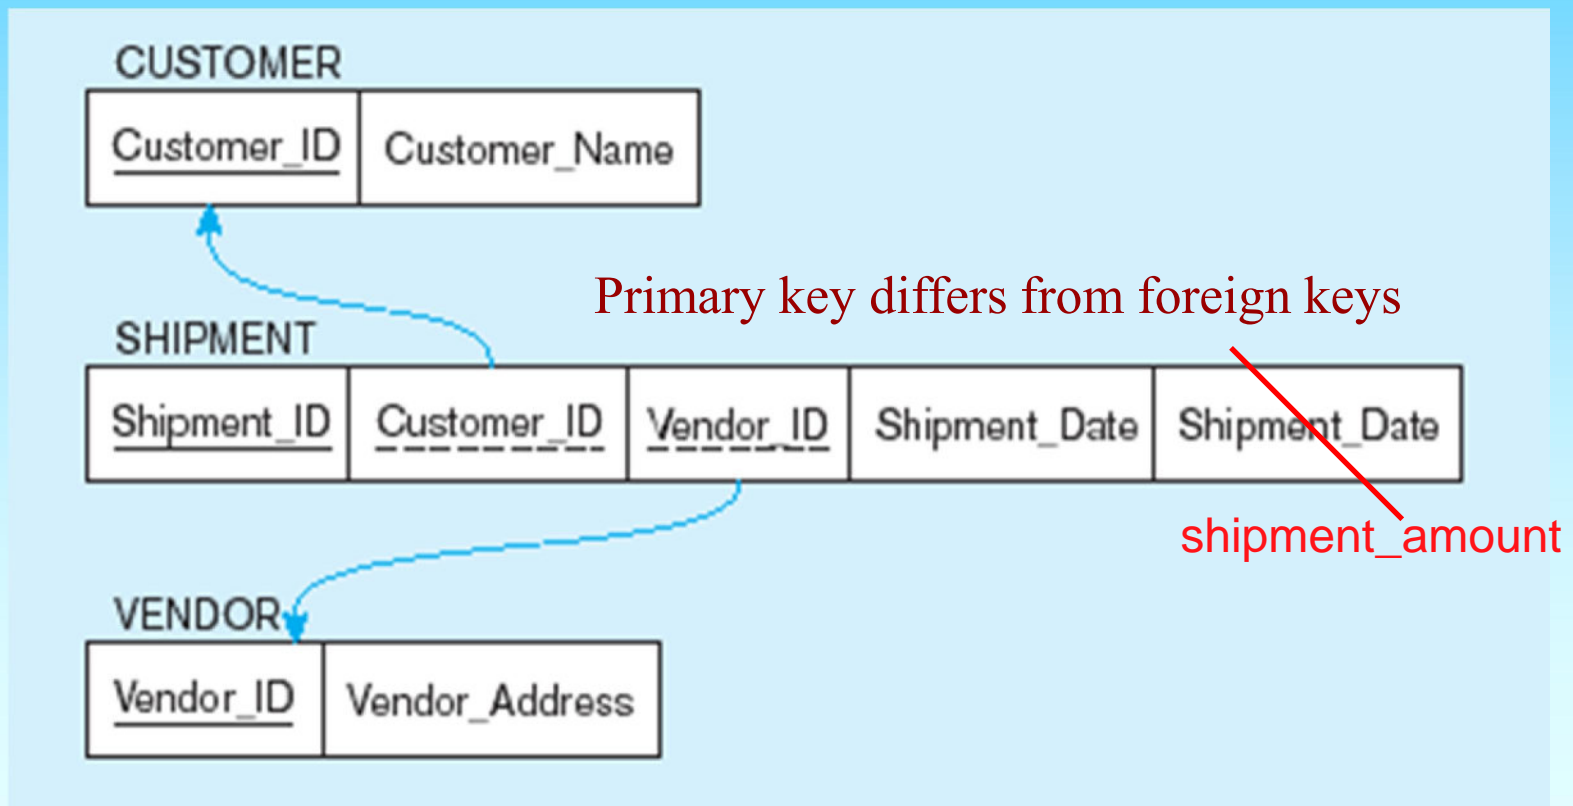 CUSTOMER
Customer_ID Customer_Name
Primary key differs from foreign keys
SHIPMENT
Shipment_ID Customer_ID Vendor_ID Shipment_Date Shipment_Date
shipment_amount
VENDOR
Vendor_ID Vendor_Address